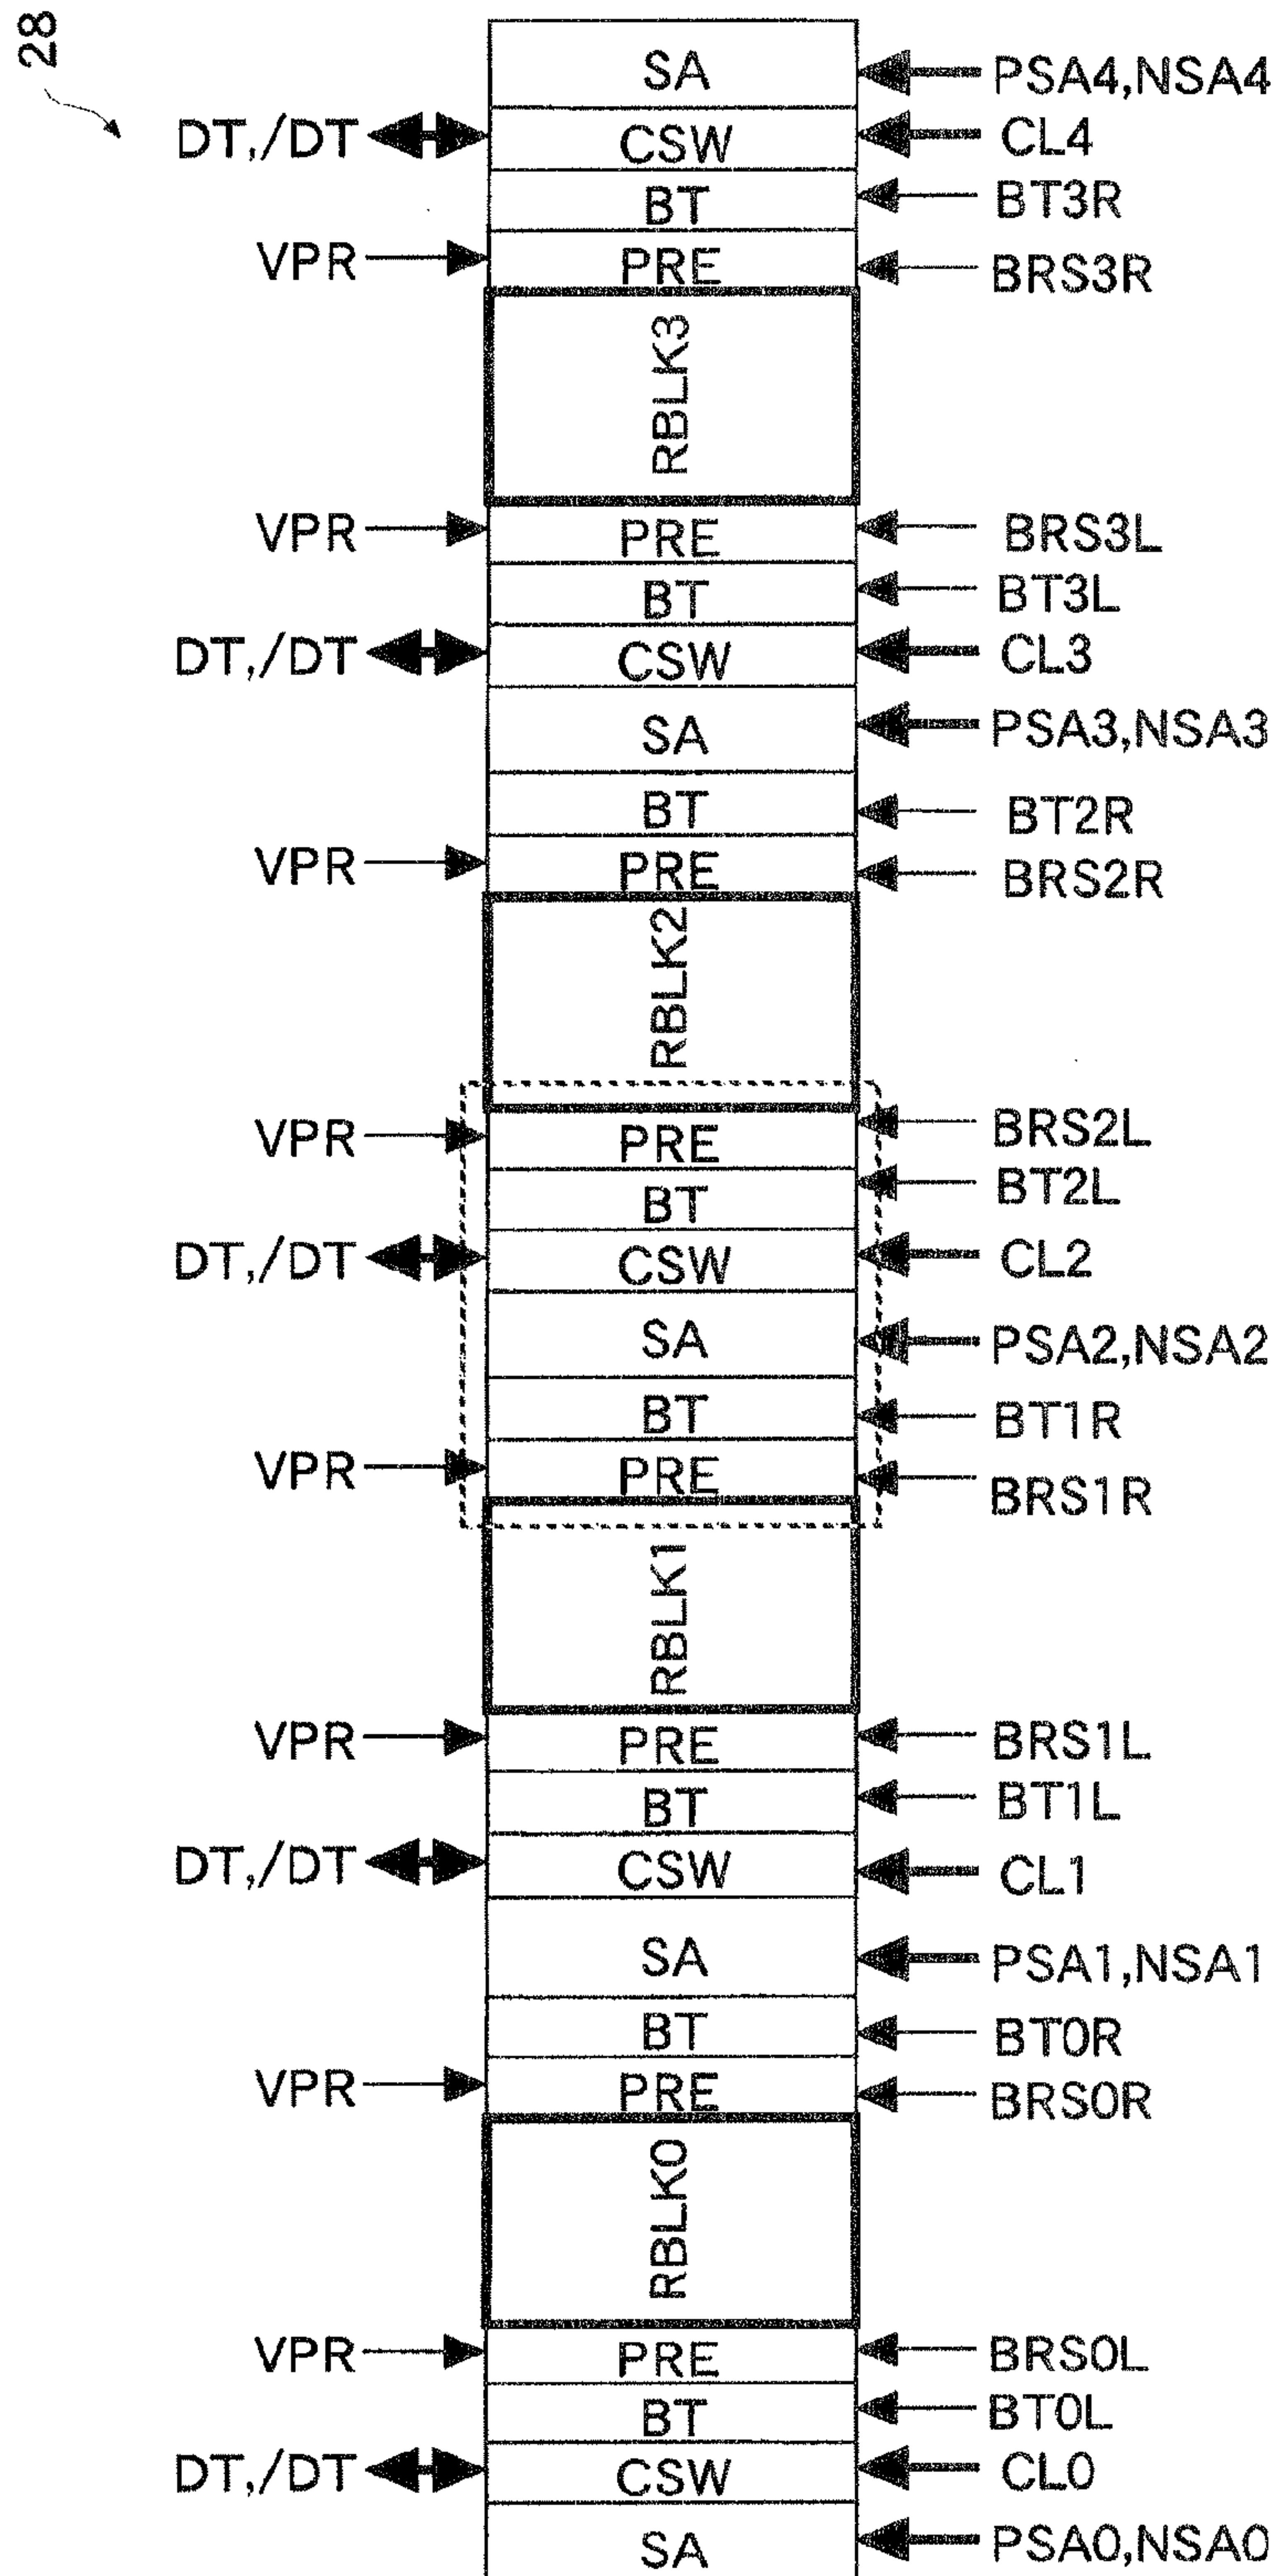 28
SA PSA4,NSA4
DT,/DT CSW CL4
BT BT3R
VPR PRE BRS3R
RBLK3
VPR PRE BRS3L
BT BT3L
DT,/DT CSW CL3
SA PSA3,NSA3
BT BT2R
VPR PRE BRS2R
RBLK2
VPR PRE BRS2L
BT BT2L
DT,/DT CSW CL2
SA PSA2,NSA2
BT BT1R
VPR PRE BRS1R
RBLK1
VPR PRE BRS1L
BT BT1L
DT,/DT CSW CL1
SA PSA1,NSA1
BT BT0R
VPR PRE BRS0R
RBLK0
VPR PRE BRS0L
BT BT0L
DT,/DT CSW CL0
SA PSA0,NSA0